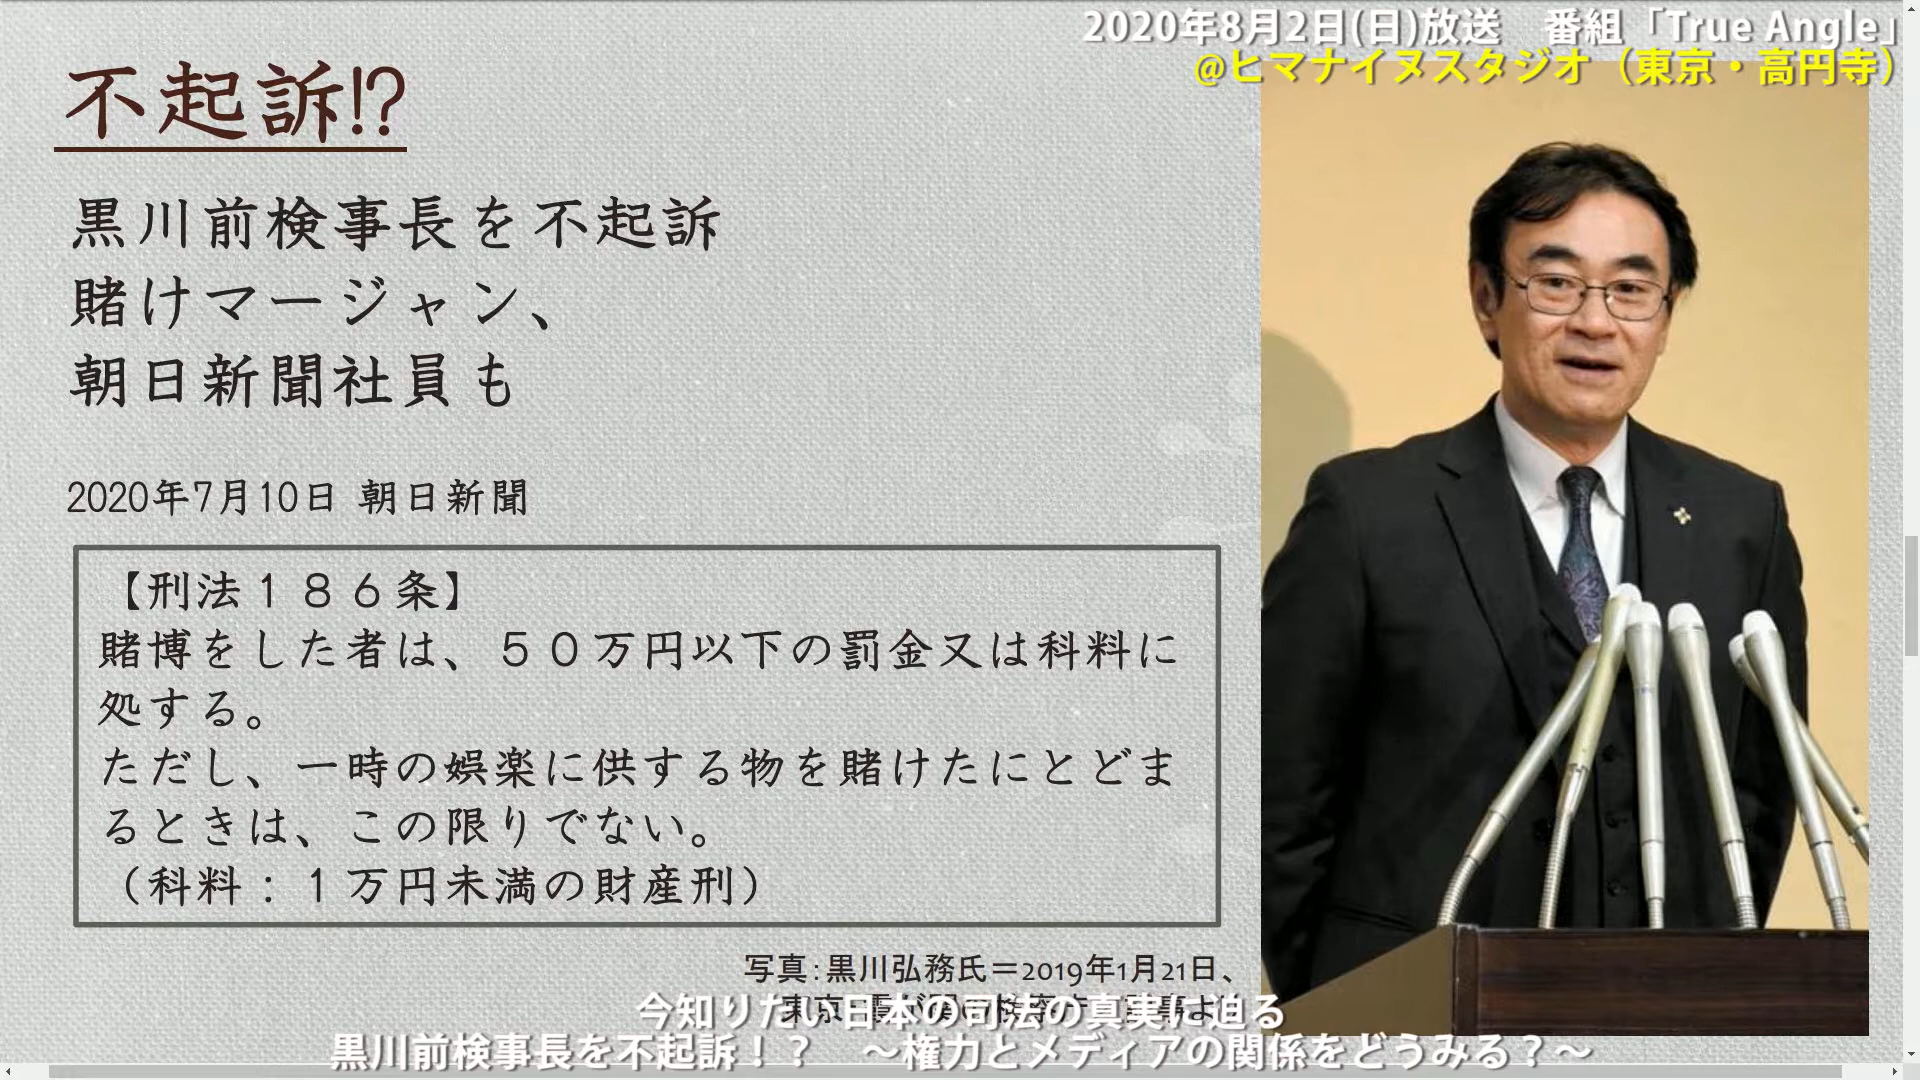 2020年8月2日(日)放送　番組「True Angle」
@ヒマナイヌスタジオ（東京・高円寺）
不起訴!?
黒川前検事長を不起訴
賭けマージャン、
朝日新聞社員も
2020年7月10日 朝日新聞
【刑法１８６条】
賭博をした者は、５０万円以下の罰金又は科料に
処する。
ただし、一時の娯楽に供する物を賭けたにとどま
るときは、この限りでない。
（科料：１万円未満の財産刑）
写真：黒川弘務氏＝2019年1月21日、
今知りたい日本の司法の真実に迫る
黒川前検事長を不起訴！？　～権力とメディアの関係をどうみる？～